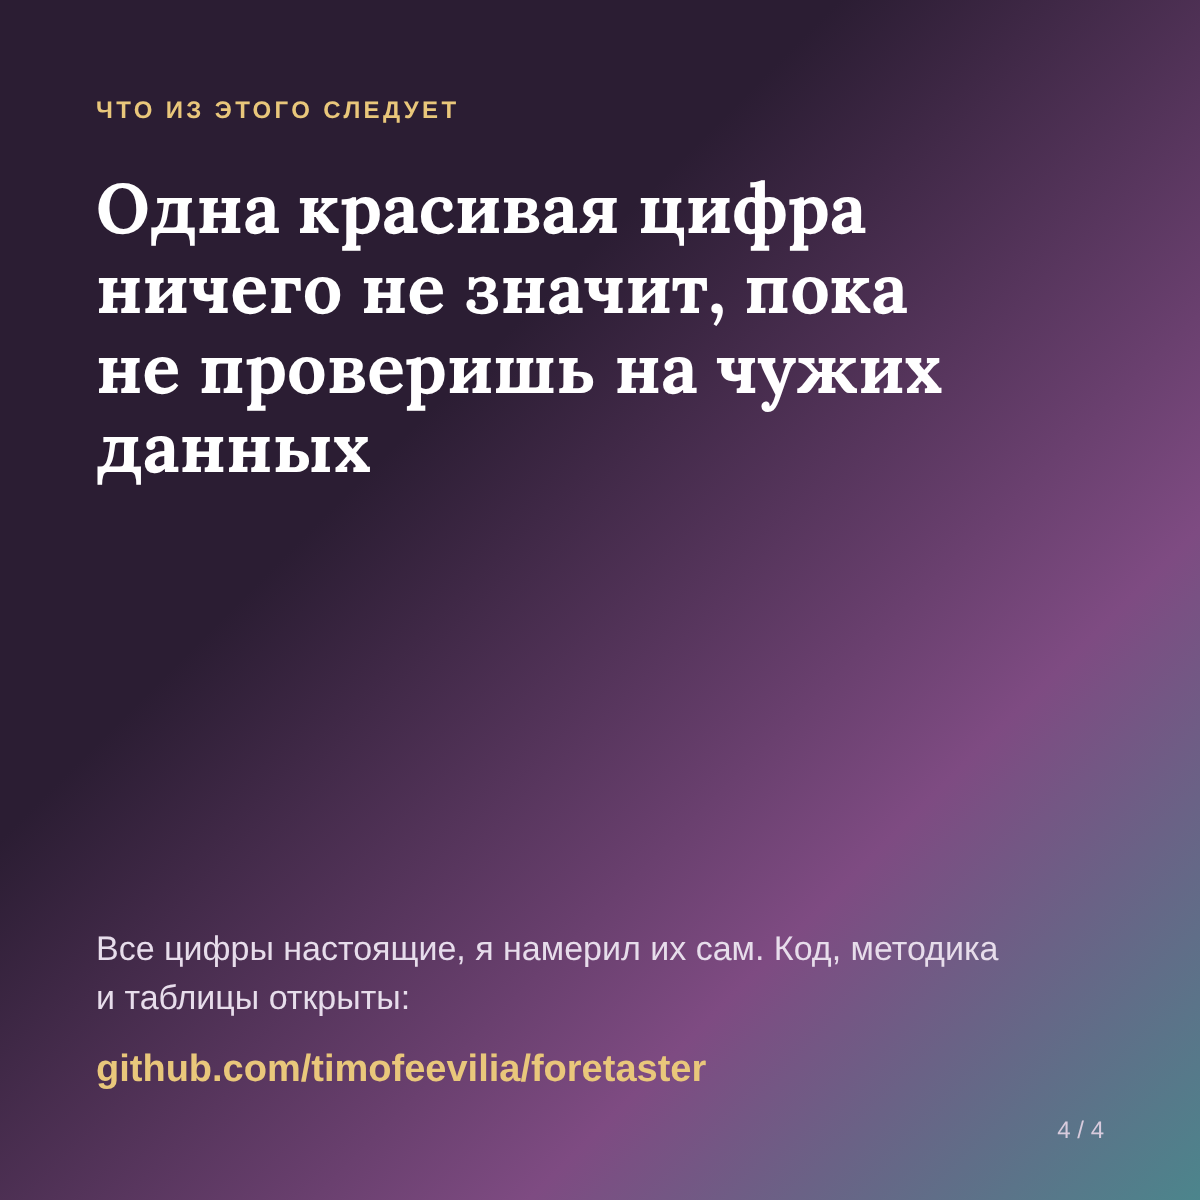 ЧТО ИЗ ЭТОГО СЛЕДУЕТ
Одна красивая цифра
ничего не значит, пока
не проверишь на чужих
данных
Все цифры настоящие, я намерил их сам. Код, методика
и таблицы открыты:
github.com/timofeevilia/foretaster
4 / 4